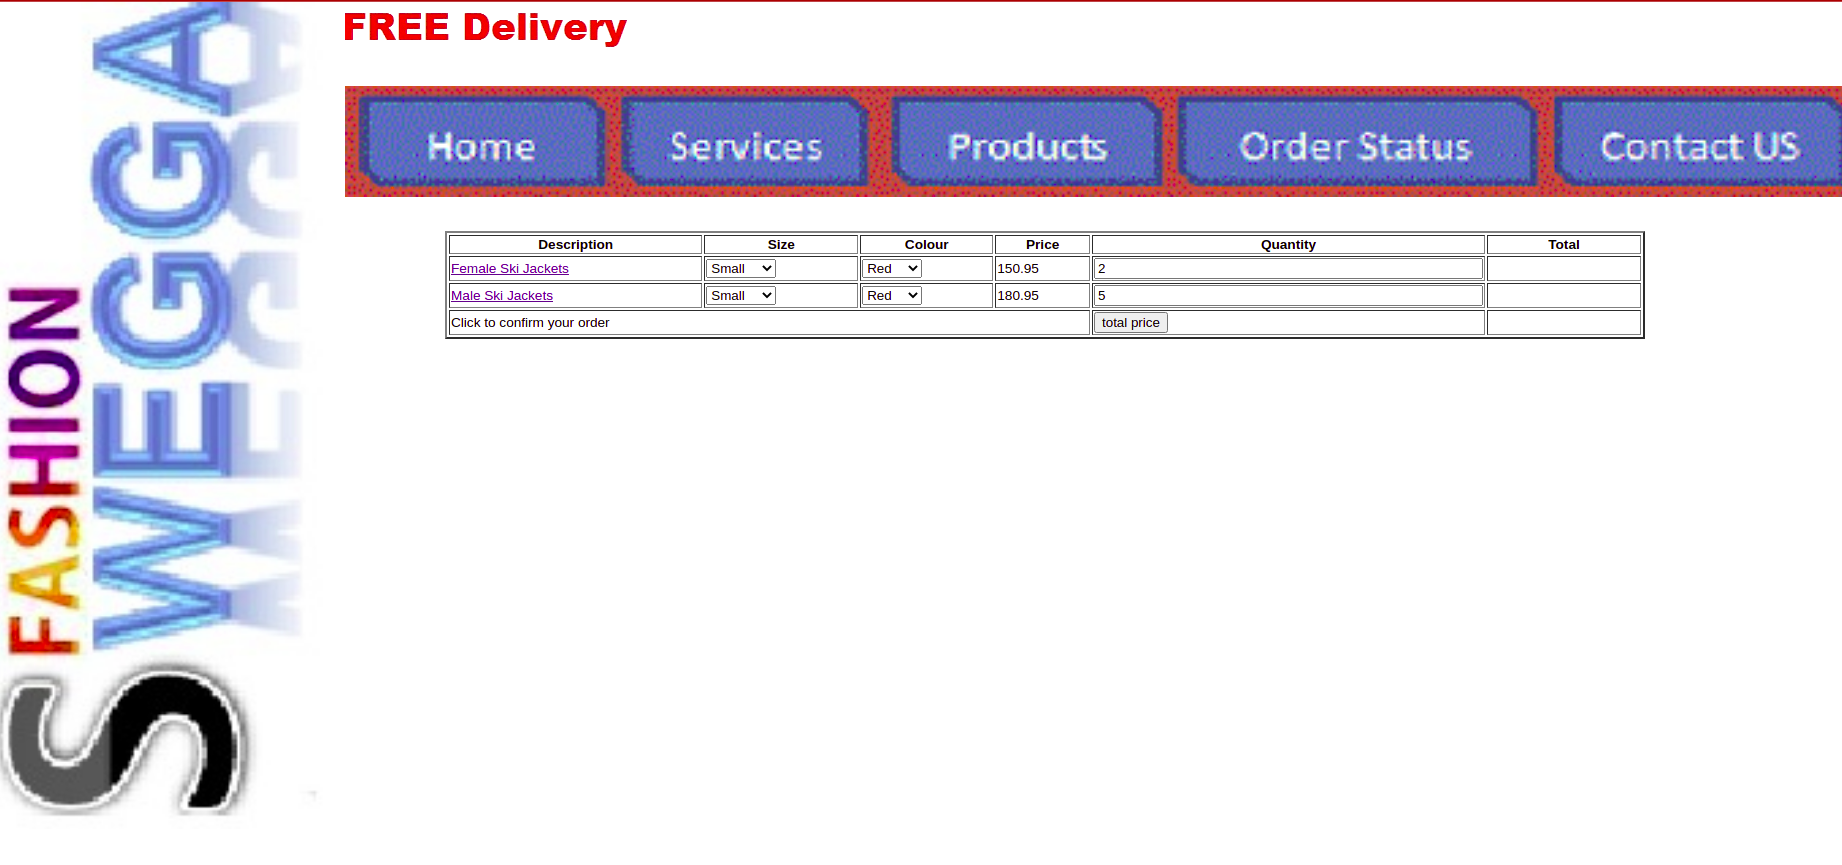 FASHION
SWEGGA
FREE Delivery
Home Services Products Order Status Contact US
Description Size Colour Price Quantity Total
Female Ski Jackets Small Red 150.95 2
Male Ski Jackets Small Red 180.95 5
Click to confirm your order total price